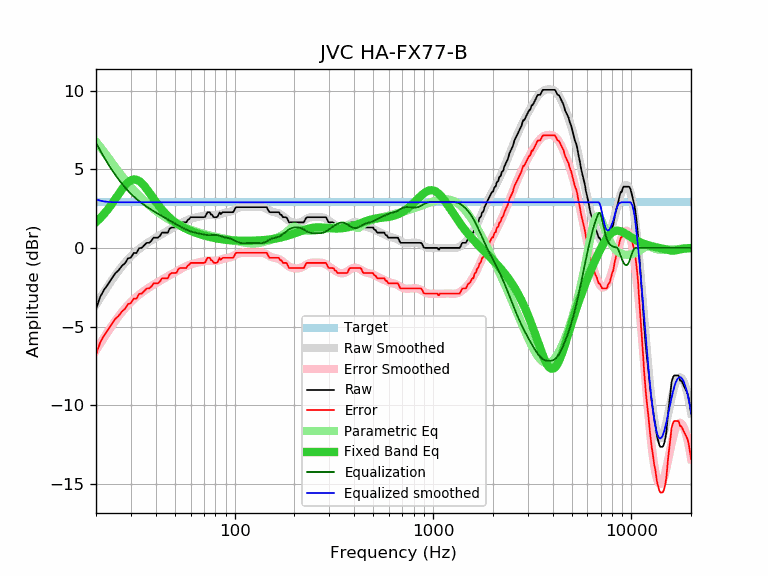 JVC HA-FX77-B
10
5
0
−5
−10
−15
Amplitude (dBr)
Target
Raw Smoothed
Error Smoothed
Raw
Error
Parametric Eq
Fixed Band Eq
Equalization
Equalized smoothed
100
1000
10000
Frequency (Hz)